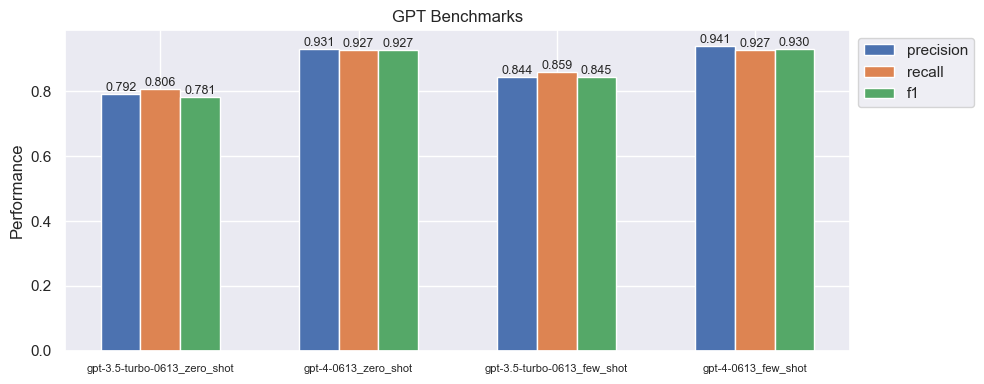 GPT Benchmarks
0.792 0.806 0.781 0.931 0.927 0.927 0.844 0.859 0.845 0.941 0.927 0.930
precision
recall
f1
Performance
0.8
0.6
0.4
0.2
0.0
gpt-3.5-turbo-0613_zero_shot gpt-4-0613_zero_shot gpt-3.5-turbo-0613_few_shot gpt-4-0613_few_shot